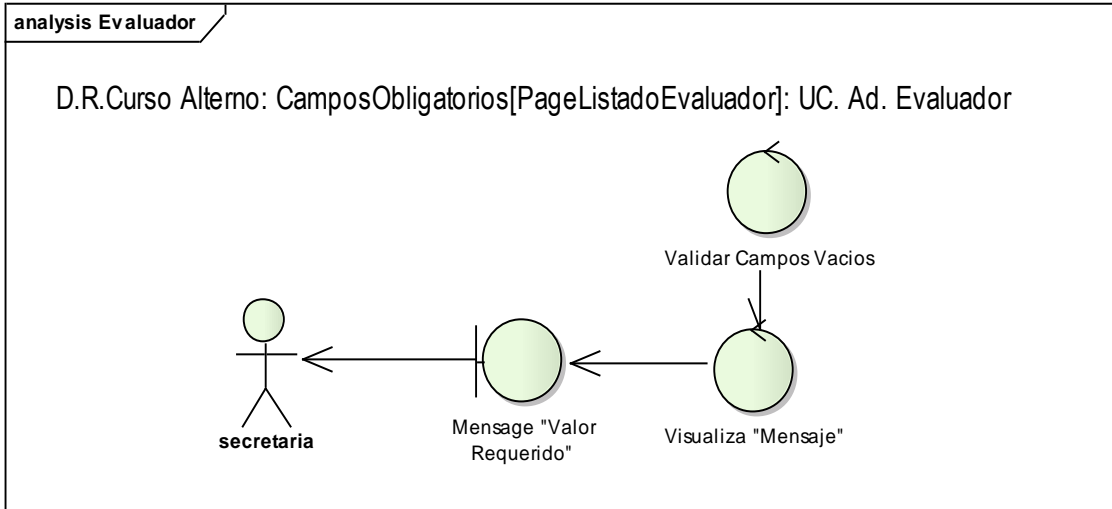 analysis Evaluador
D.R.Curso Alterno: CamposObligatorios[PageListadoEvaluador]: UC. Ad. Evaluador
Validar Campos Vacios
secretaria
Mensage "Valor
Requerido"
Visualiza "Mensaje"